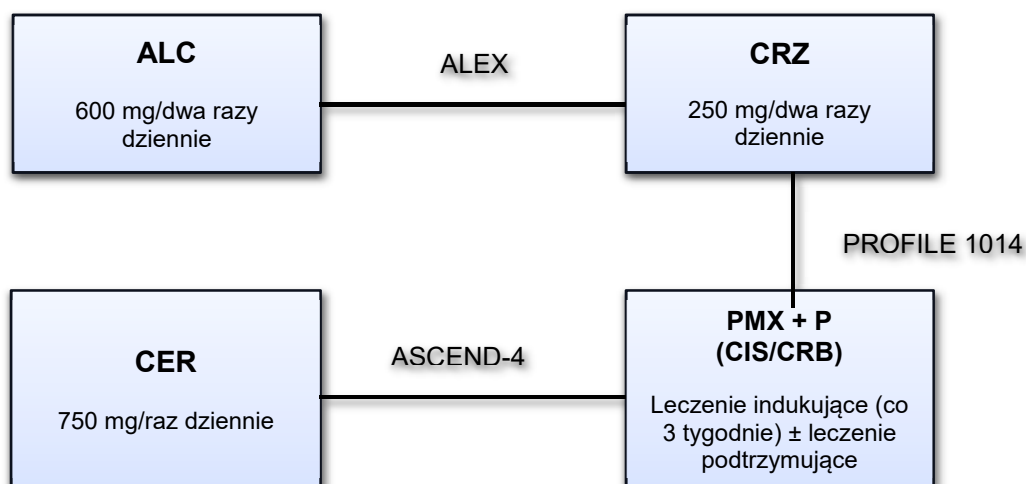 ALC
600 mg/dwa razy
dziennie
ALEX
CRZ
250 mg/dwa razy
dziennie
PROFILE 1014
CER
750 mg/raz dziennie
ASCEND-4
PMX + P
(CIS/CRB)
Leczenie indukujące (co
3 tygodnie) ± leczenie
podtrzymujące